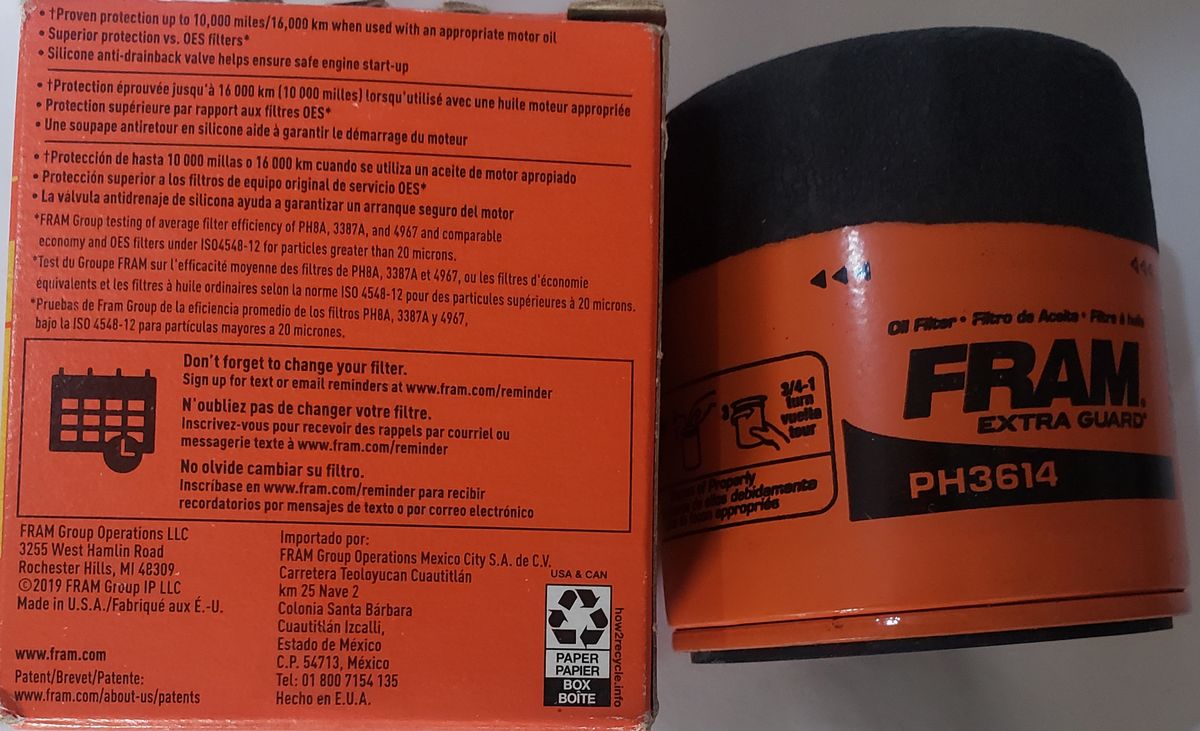 • †Proven protection up to 10,000 miles/16,000 km when used with an appropriate motor oil
• Superior protection vs. OES filters*
• Silicone anti-drainback valve helps ensure safe engine start-up
• †Protection éprouvée jusqu'à 16 000 km (10 000 milles) lorsqu'utilisé avec une huile moteur appropriée
• Protection supérieure par rapport aux filtres OES*
• Une soupape antiretour en silicone aide à garantir le démarrage du moteur
• †Protección de hasta 10 000 millas o 16 000 km cuando se utiliza un aceite de motor apropiado
• Protección superior a los filtros de equipo original de servicio OES*
• La válvula antidrenaje de silicona ayuda a garantizar un arranque seguro del motor
*FRAM Group testing of average filter efficiency of PH8A, 3387A, and 4967 and comparable
economy and OES filters under ISO4548-12 for particles greater than 20 microns.
*Test du Groupe FRAM sur l'efficacité moyenne des filtres de PH8A, 3387A et 4967, ou les filtres d'économie
équivalents et les filtres à huile ordinaires selon la norme ISO 4548-12 pour des particules supérieures à 20 microns.
*Pruebas de Fram Group de la eficiencia promedio de los filtros PH8A, 3387A y 4967,
bajo la ISO 4548-12 para partículas mayores a 20 micrones.
Don't forget to change your filter.
Sign up for text or email reminders at www.fram.com/reminder
N'oubliez pas de changer votre filtre.
Inscrivez-vous pour recevoir des rappels par courriel ou
messagerie texte à www.fram.com/reminder
No olvide cambiar su filtro.
Inscríbase en www.fram.com/reminder para recibir
recordatorios por mensajes de texto o por correo electrónico
FRAM Group Operations LLC
3255 West Hamlin Road
Rochester Hills, MI 48309
©2019 FRAM Group IP LLC
Made in U.S.A./Fabriqué aux É.-U.
www.fram.com
Patent/Brevet/Patente:
www.fram.com/about-us/patents
Importado por:
FRAM Group Operations Mexico City S.A. de C.V.
Carretera Teoloyucan Cuautitlán
km 25 Nave 2
Colonia Santa Bárbara
Cuautitlán Izcalli,
Estado de México
C.P. 54713, México
Tel: 01 800 7154 135
Hecho en E.U.A.
USA & CAN
PAPER
PAPIER
BOX
BOÎTE
how2recycle.info
Oil Filter • Filtro de Aceite • Filtre à huile
FRAM®
EXTRA GUARD®
PH3614
3
3/4-1
turn
vuelta
tour
of Properly
debidamente
appropriée